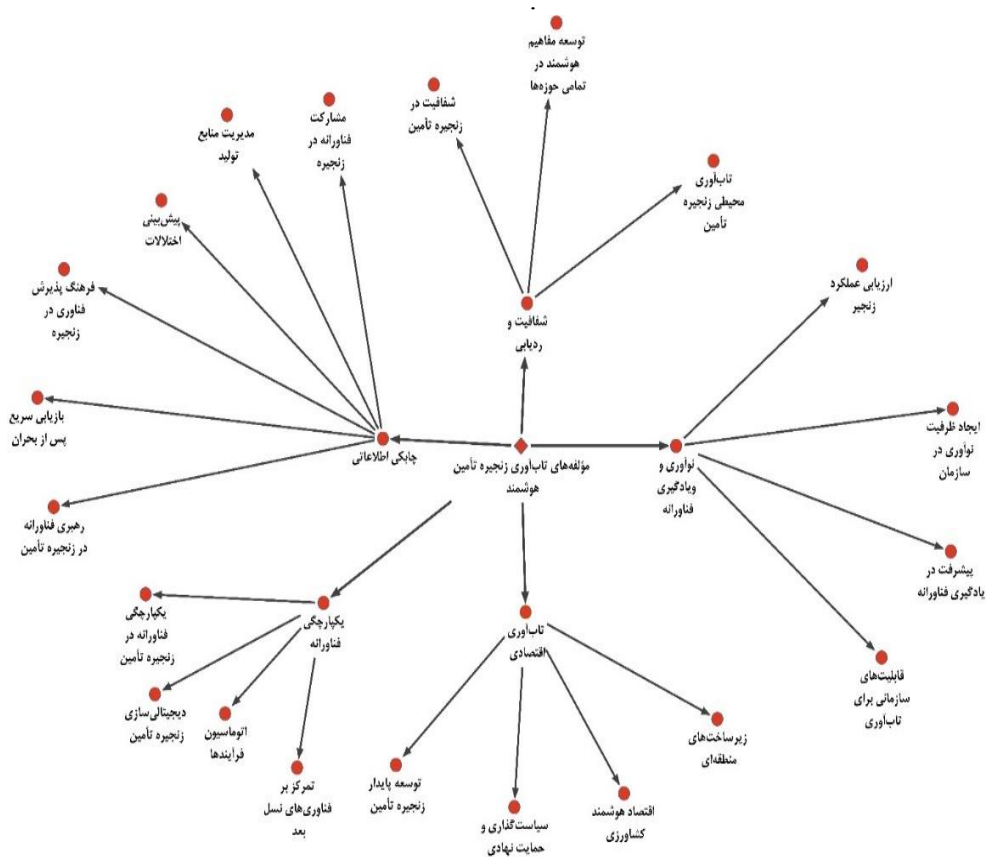 توسعه مفاهیم
هوشمند در
تمامی حوزه‌ها
شفافیت در
زنجیره تأمین
مشارکت
فناورانه در
زنجیره
مدیریت منابع
تولید
تاب‌آوری
محیطی زنجیره
تأمین
پیش‌بینی
اختلالات
فرهنگ پذیرش
فناوری در
زنجیره
ارزیابی عملکرد
زنجیر
شفافیت و
ردیابی
بازیابی سریع
پس از بحران
چابکی اطلاعاتی
مؤلفه‌های تاب‌آوری زنجیره تأمین
هوشمند
نوآوری و
ویادگیری
فناورانه
ایجاد ظرفیت
نوآوری در
سازمان
رهبری فناورانه
در زنجیره تأمین
پیشرفت در
یادگیری فناورانه
یکپارچگی
فناورانه در
زنجیره تأمین
یکپارچگی
فناورانه
تاب‌آوری
اقتصادی
قابلیت‌های
سازمانی برای
تاب‌آوری
دیجیتالی‌سازی
زنجیره تأمین
اتوماسیون
فرآیندها
زیرساخت‌های
منطقه‌ای
تمرکز بر
فناوری‌های نسل
بعد
توسعه پایدار
زنجیره تأمین
سیاست‌گذاری و
حمایت نهادی
اقتصاد هوشمند
کشاورزی